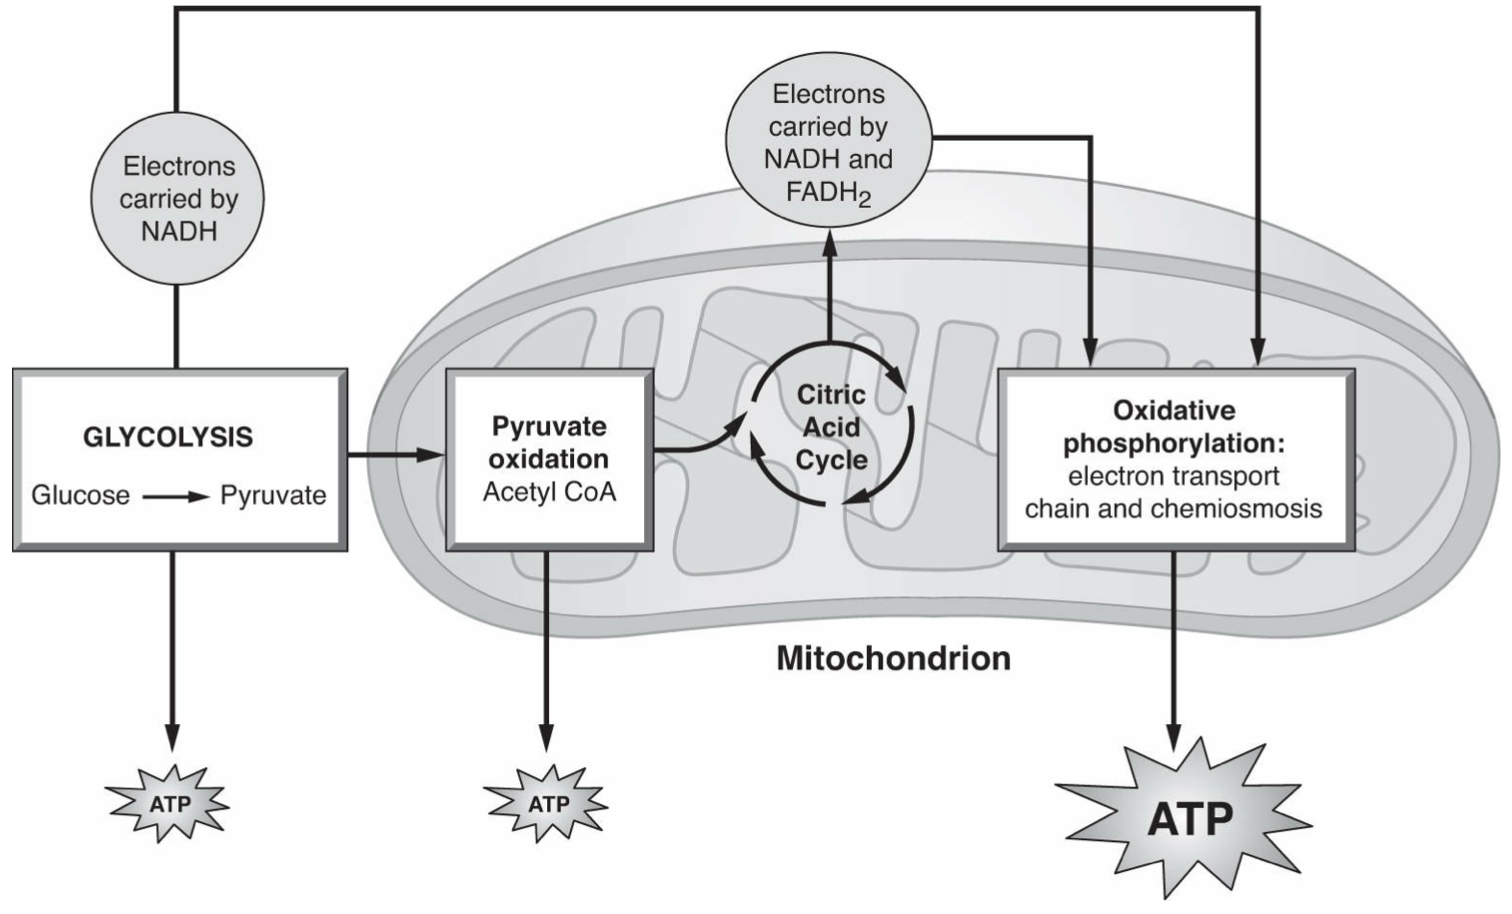 Electrons
carried by
NADH
Electrons
carried by
NADH and
FADH₂
GLYCOLYSIS
Glucose Pyruvate
Pyruvate
oxidation
Acetyl CoA
Citric
Acid
Cycle
Oxidative
phosphorylation:
electron transport
chain and chemiosmosis
Mitochondrion
ATP
ATP
ATP